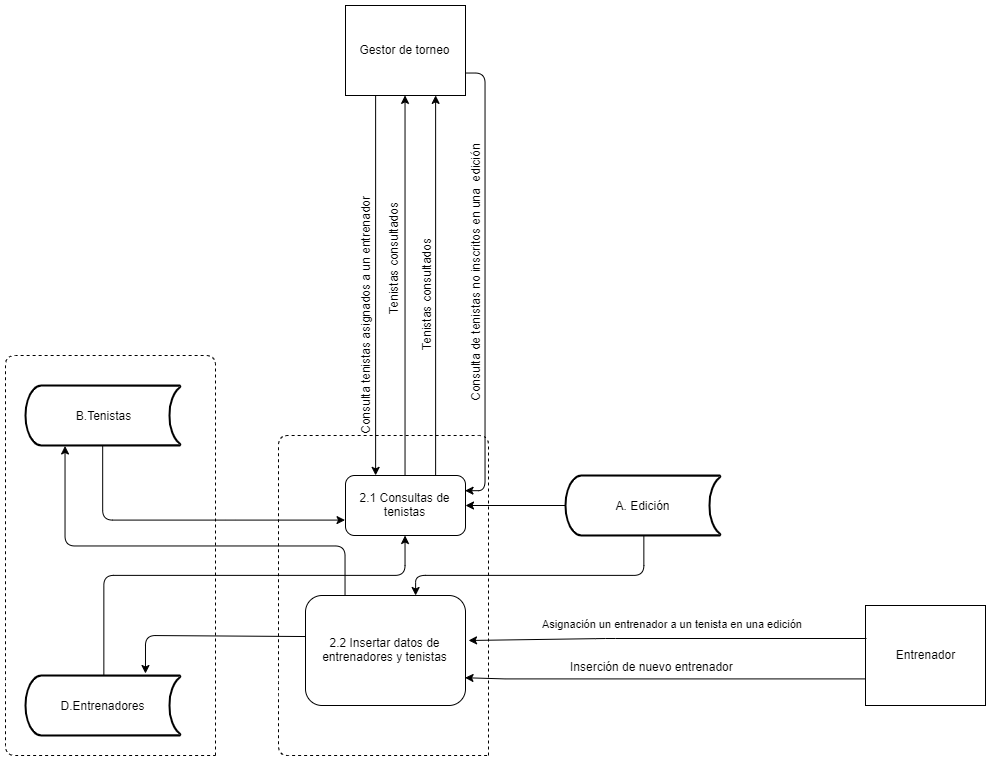 Gestor de torneo
Consulta tenistas asignados a un entrenador
Tenistas consultados
Tenistas consultados
Consulta de tenistas no inscritos en una edición
B.Tenistas
2.1 Consultas de
tenistas
A. Edición
2.2 Insertar datos de
entrenadores y tenistas
Asignación un entrenador a un tenista en una edición
Inserción de nuevo entrenador
Entrenador
D.Entrenadores